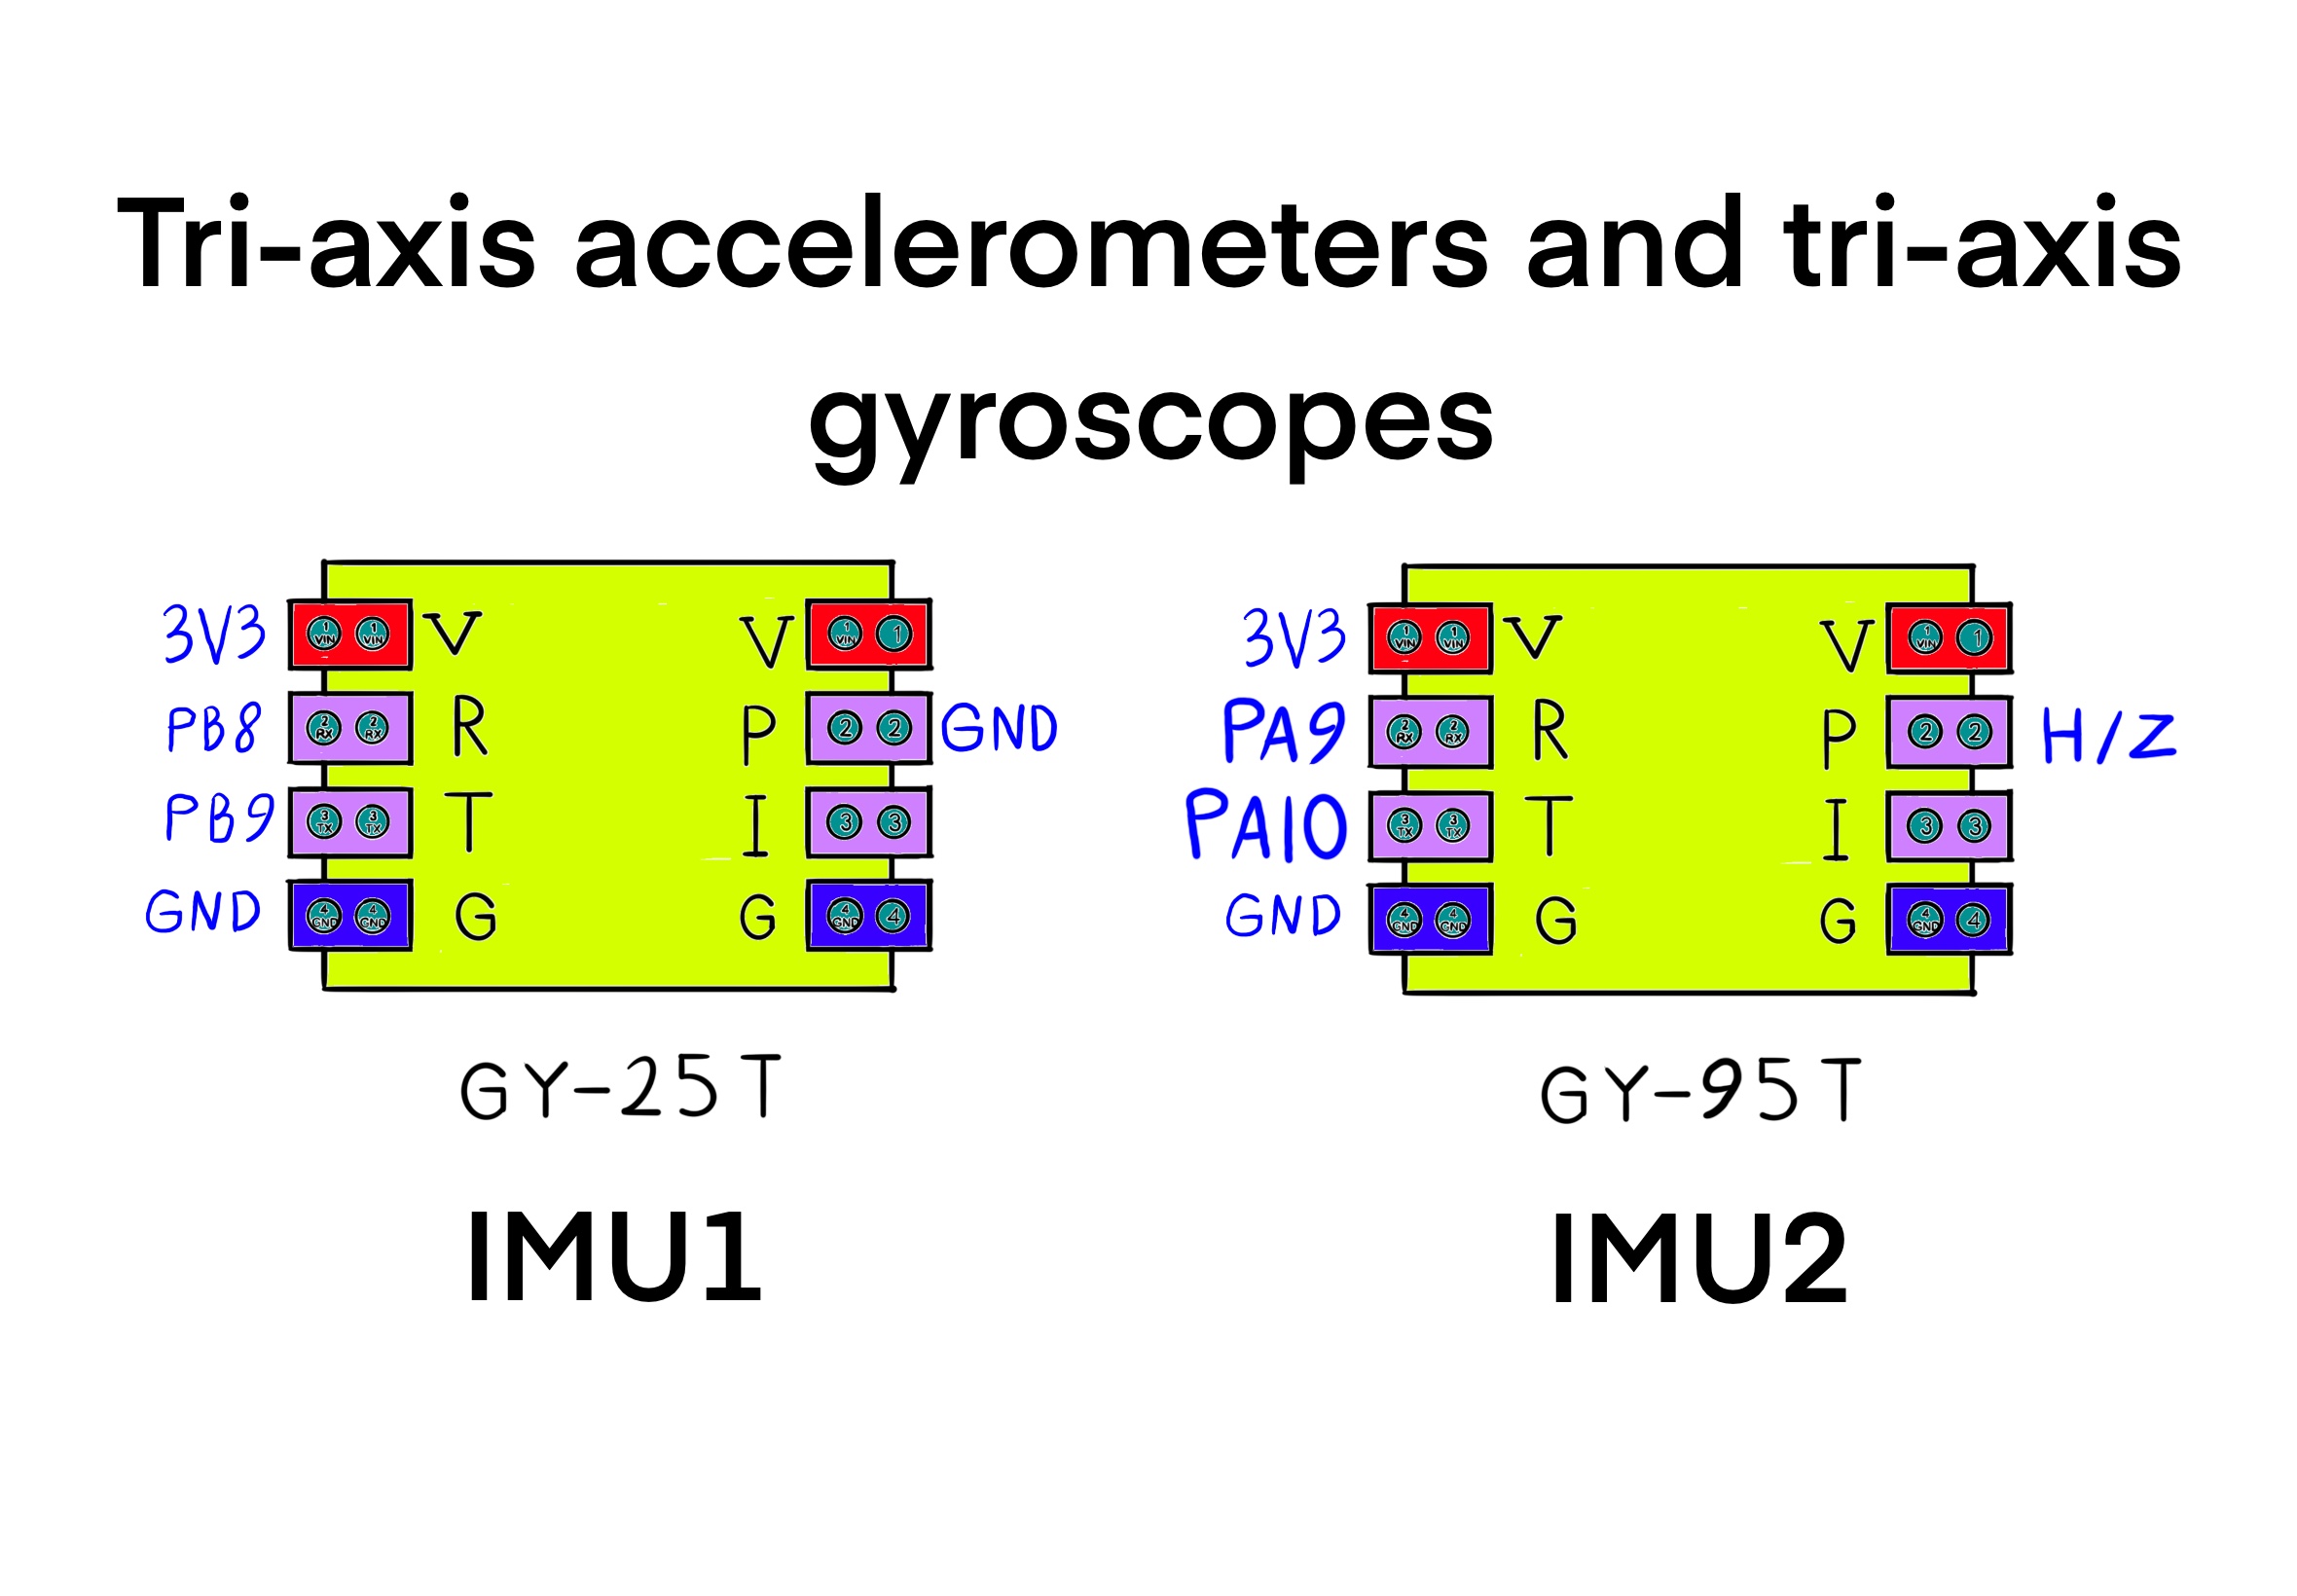 Tri-axis accelerometers and tri-axis
gyroscopes
3V3 1 VIN 1 VIN V V 1 VIN 1
PB8 2 RX 2 RX R P 2 2 GND
PB9 3 TX 3 TX T I 3 3
GND 4 GND 4 GND G G 4 GND 4
GY-25T
IMU1
3V3 1 VIN 1 VIN V V 1 VIN 1
PA9 2 RX 2 RX R P 2 2 H/Z
PA10 3 TX 3 TX T I 3 3
GND 4 GND 4 GND G G 4 GND 4
GY-95T
IMU2